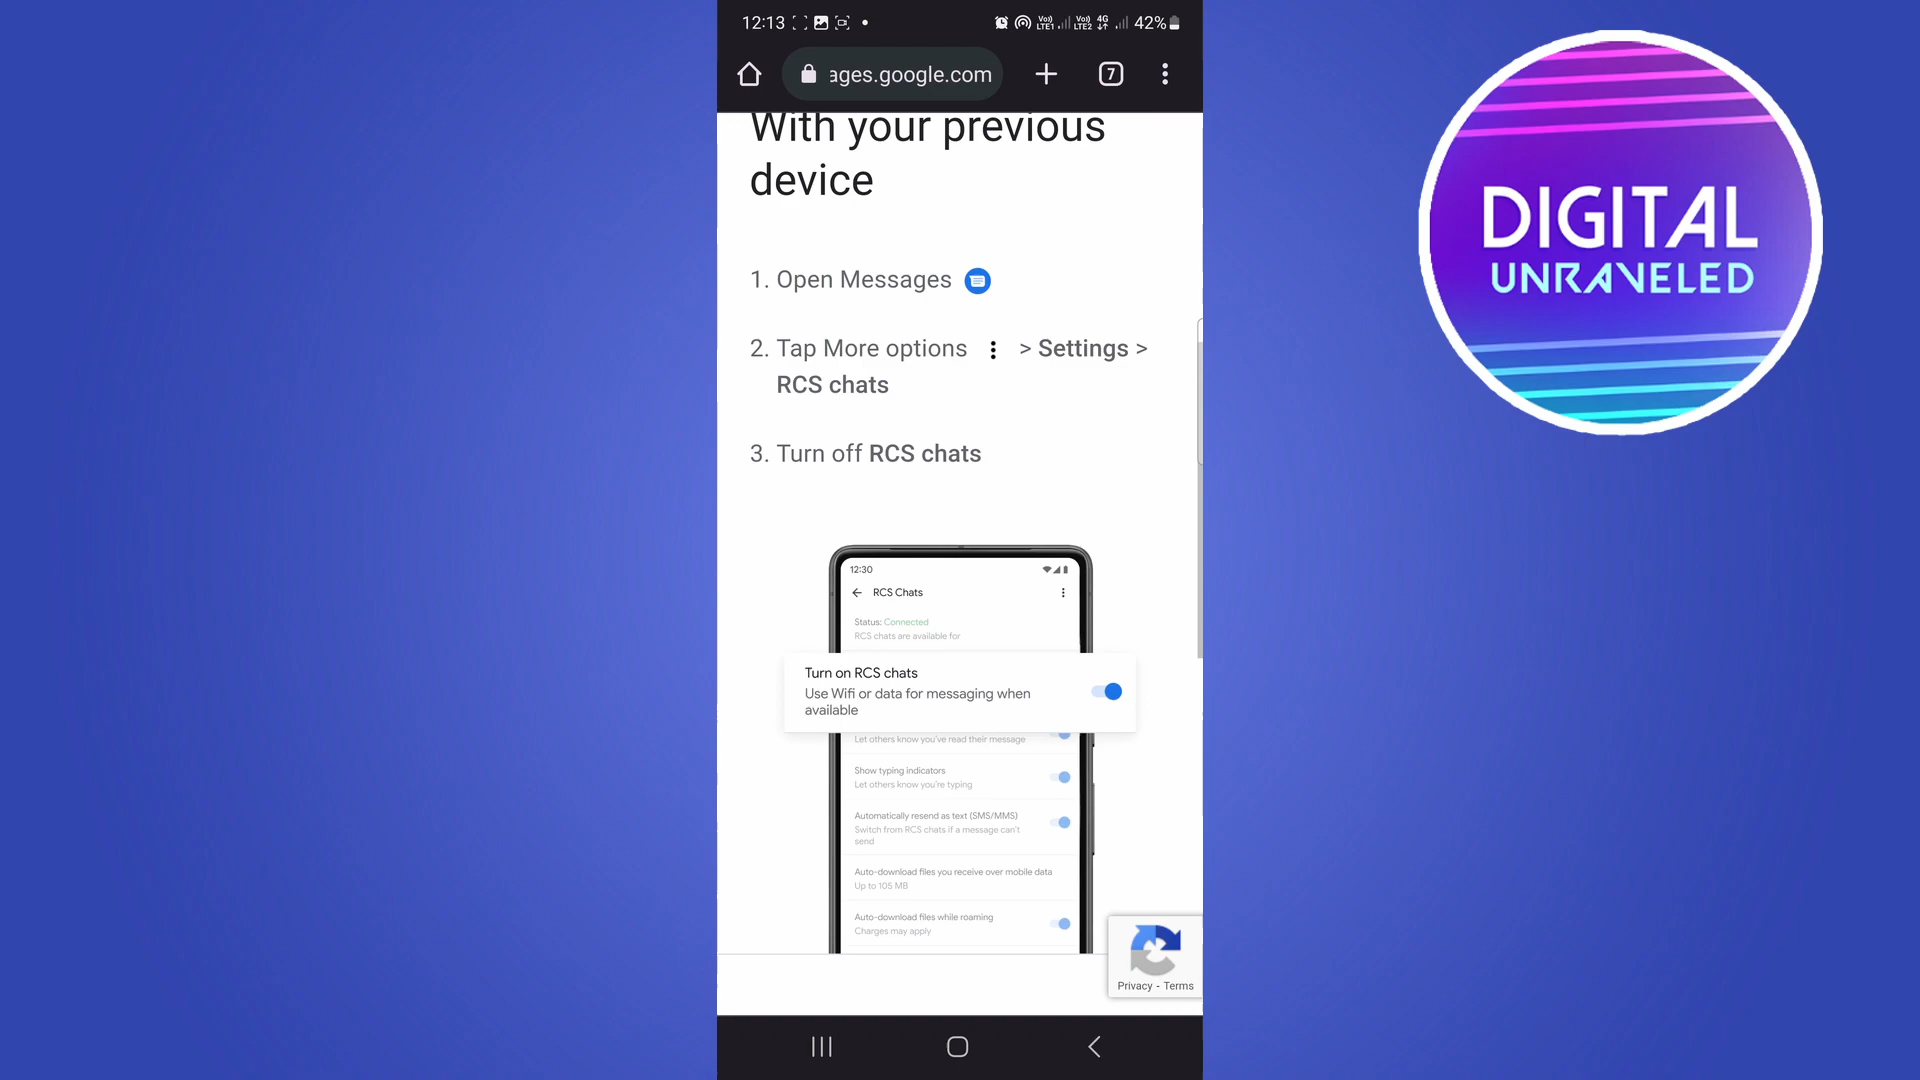 12:13
Vo))
LTE1
Vo))
LTE2
4G
42%
ages.google.com
7
With your previous
device
1. Open Messages
2. Tap More options > Settings >
RCS chats
3. Turn off RCS chats
12:30
RCS Chats
Status: Connected
RCS chats are available for
Turn on RCS chats
Use Wifi or data for messaging when
available
Let others know you've read their message
Show typing indicators
Let others know you're typing
Automatically resend as text (SMS/MMS)
Switch from RCS chats if a message can't
send
Auto-download files you receive over mobile data
Up to 105 MB
Auto-download files while roaming
Charges may apply
Privacy - Terms
DIGITAL
UNRAVELED